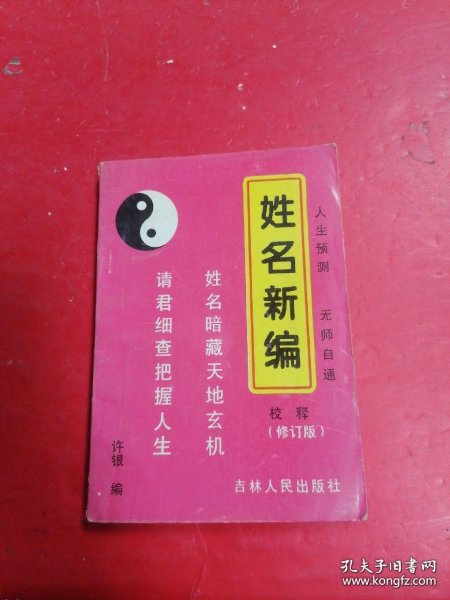 人生预测 无师自通
姓名新编
校释
（修订版）
姓名暗藏天地玄机
请君细查把握人生
许银 编
吉林人民出版社
孔夫子旧书网
www.kongfz.com